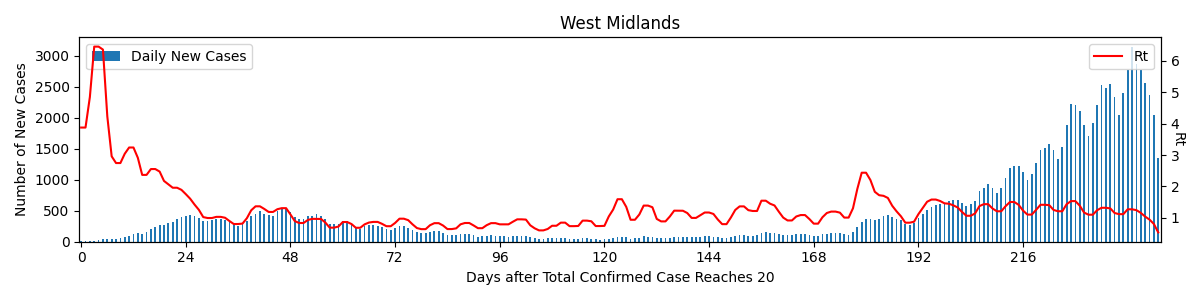 West Midlands
Daily New Cases
Rt
Number of New Cases
3000
2500
2000
1500
1000
500
0
6
5
4
3
2
1
Rt
0 24 48 72 96 120 144 168 192 216
Days after Total Confirmed Case Reaches 20